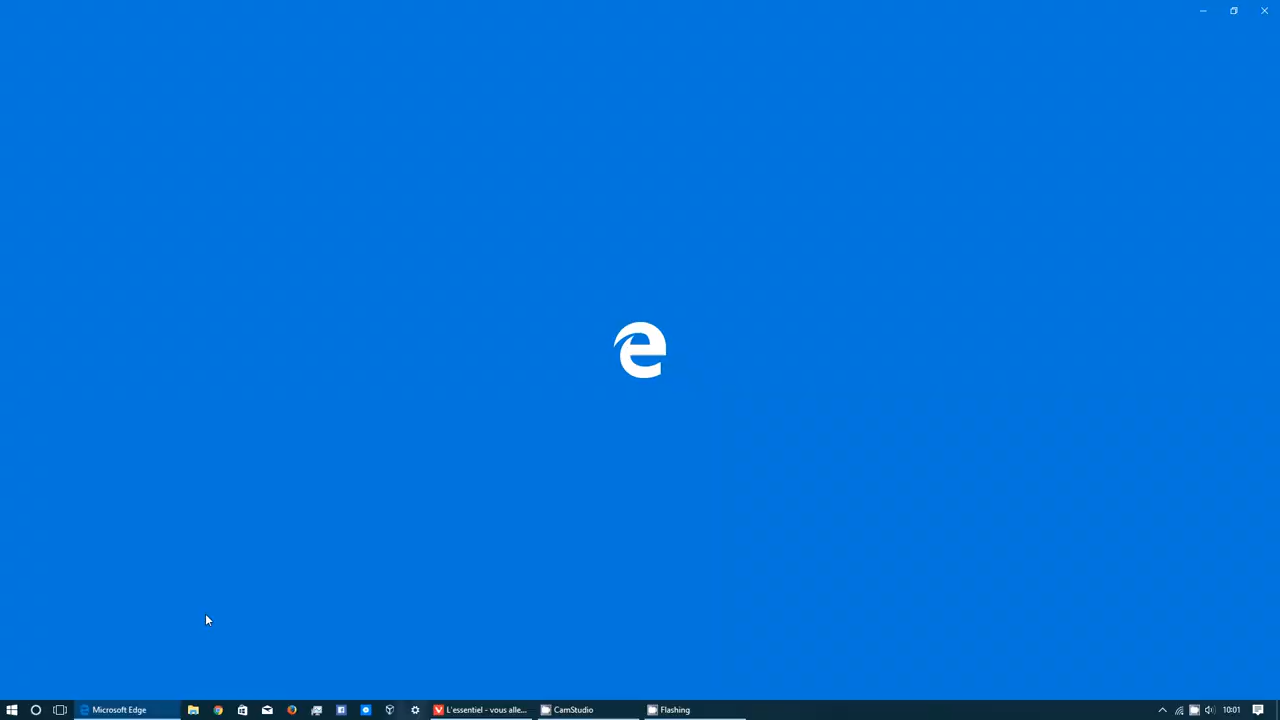 Microsoft Edge
L'essentiel - vous alle...
CamStudio
Flashing
10:01